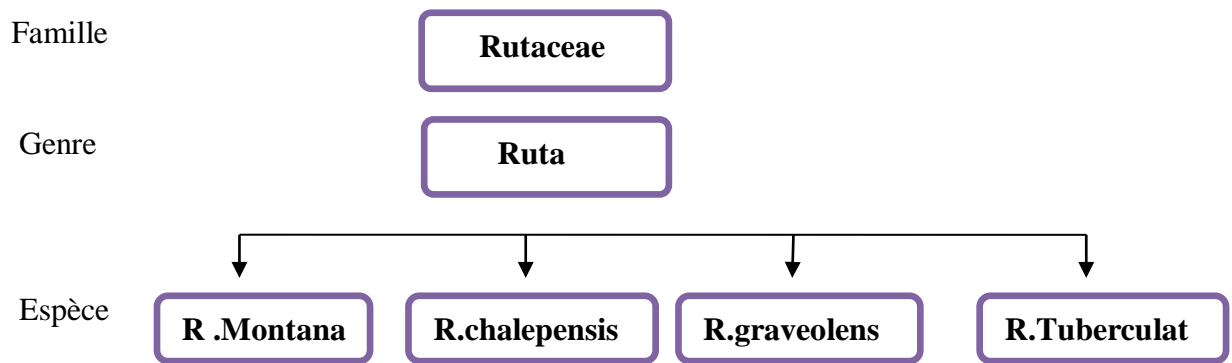 Famille
Rutaceae
Genre
Ruta
Espèce
R .Montana
R.chalepensis
R.graveolens
R.Tuberculat